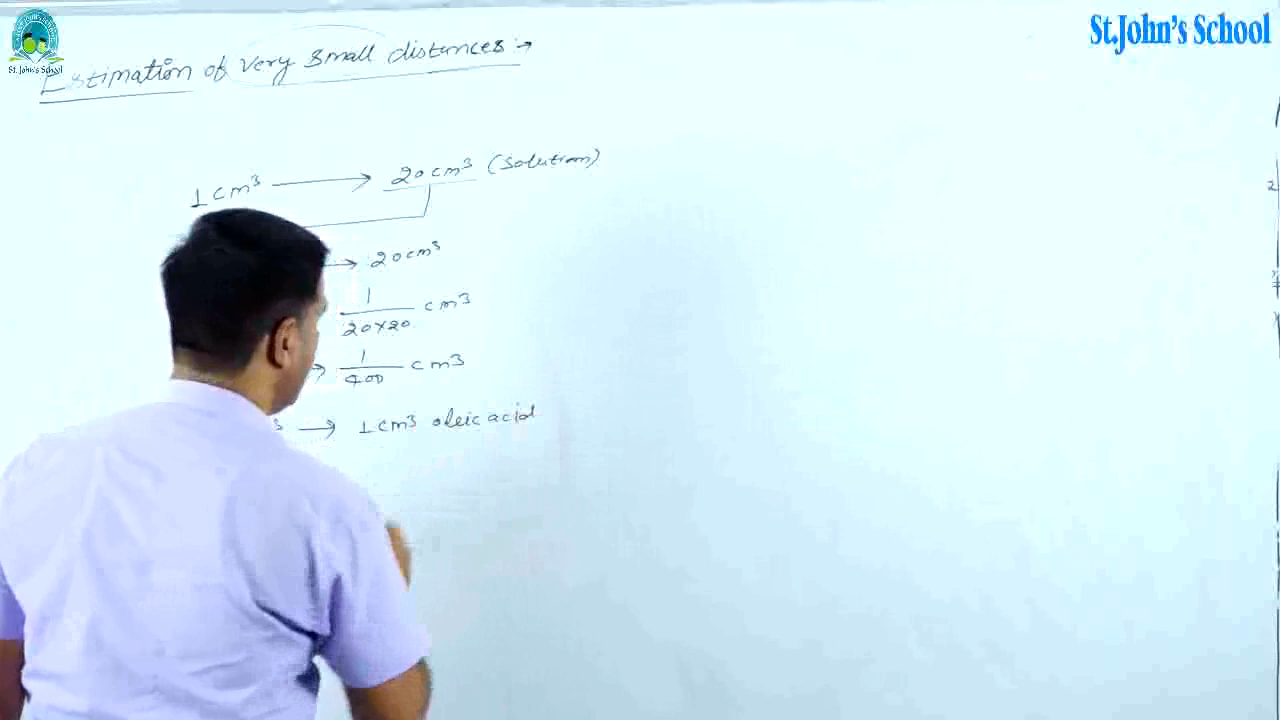 St. John's School
St.John's School
Estimation of very small distances :→
1 cm³ → 20 cm³ (Solution)
→ 20 cm³
1 / 20×20 cm³
→ 1 / 400 cm³
3 → 1 cm³ oleic acid